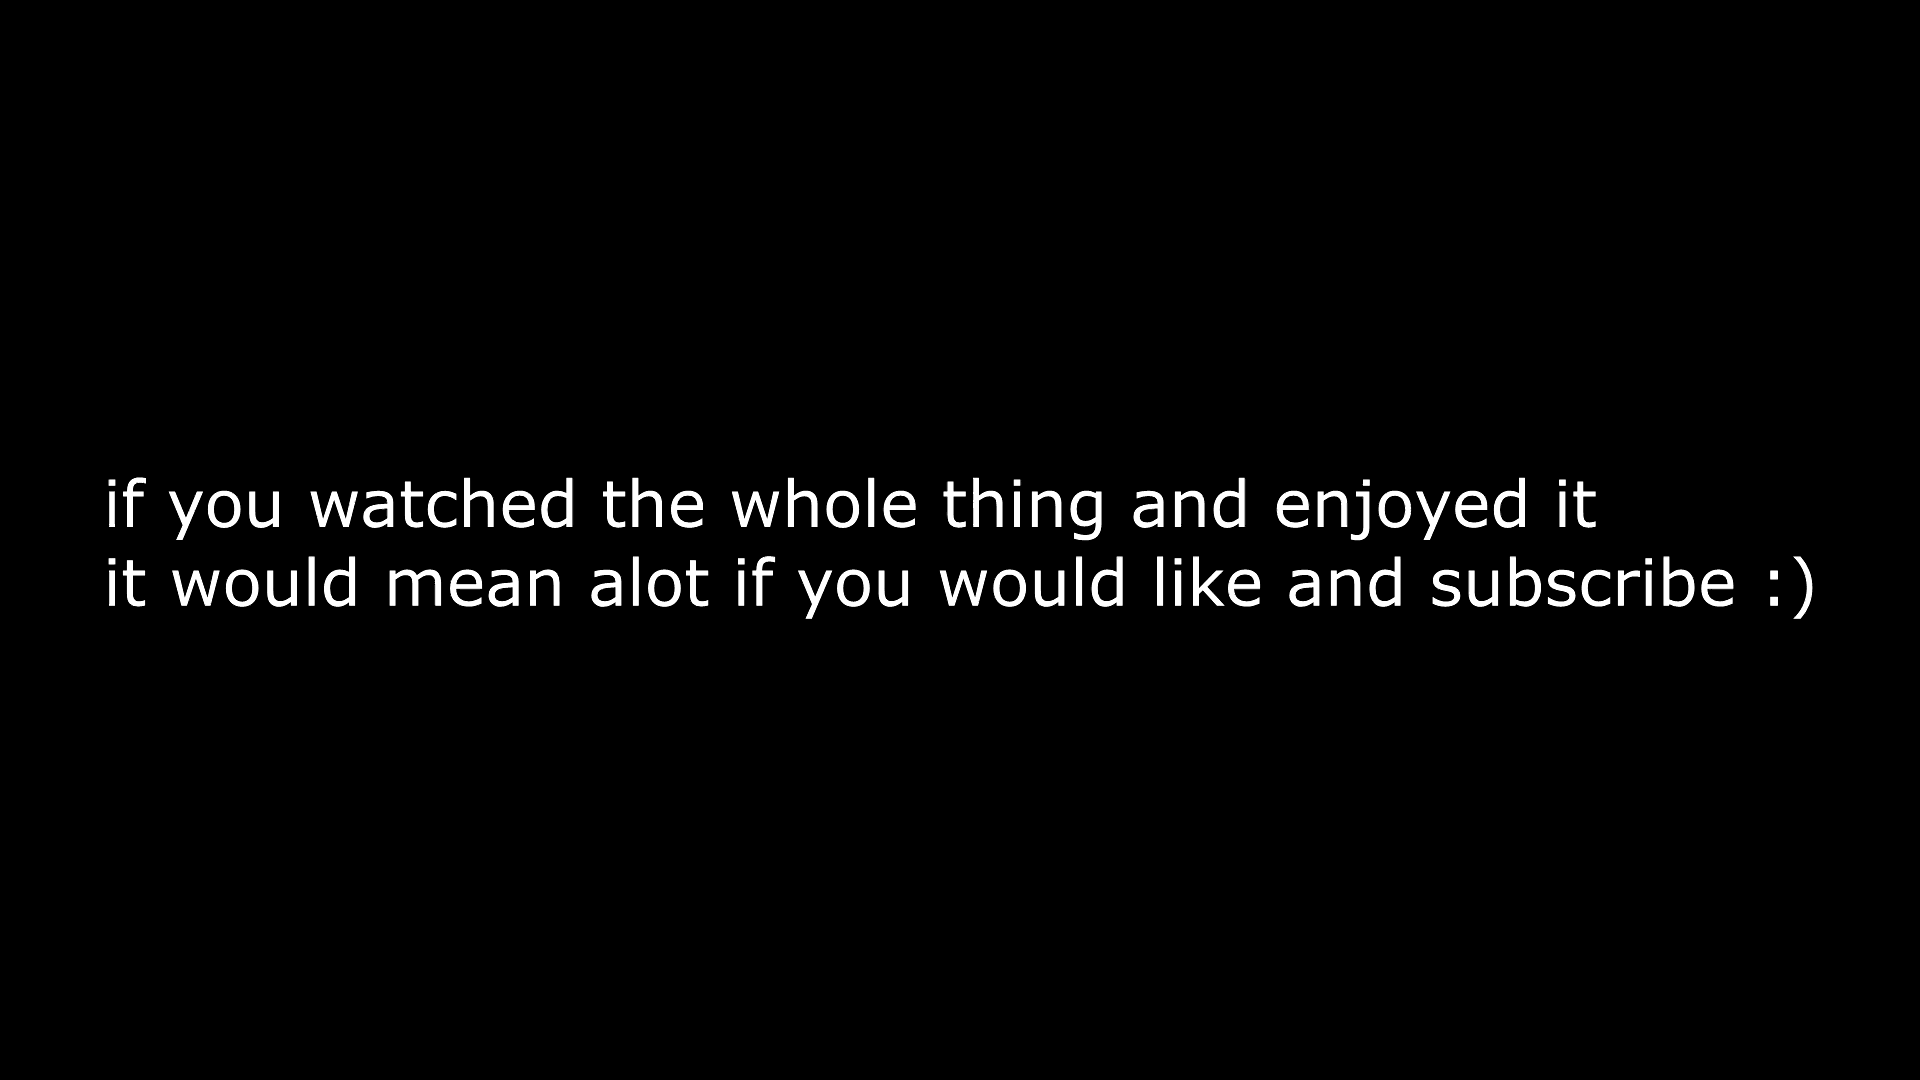 if you watched the whole thing and enjoyed it
it would mean alot if you would like and subscribe :)